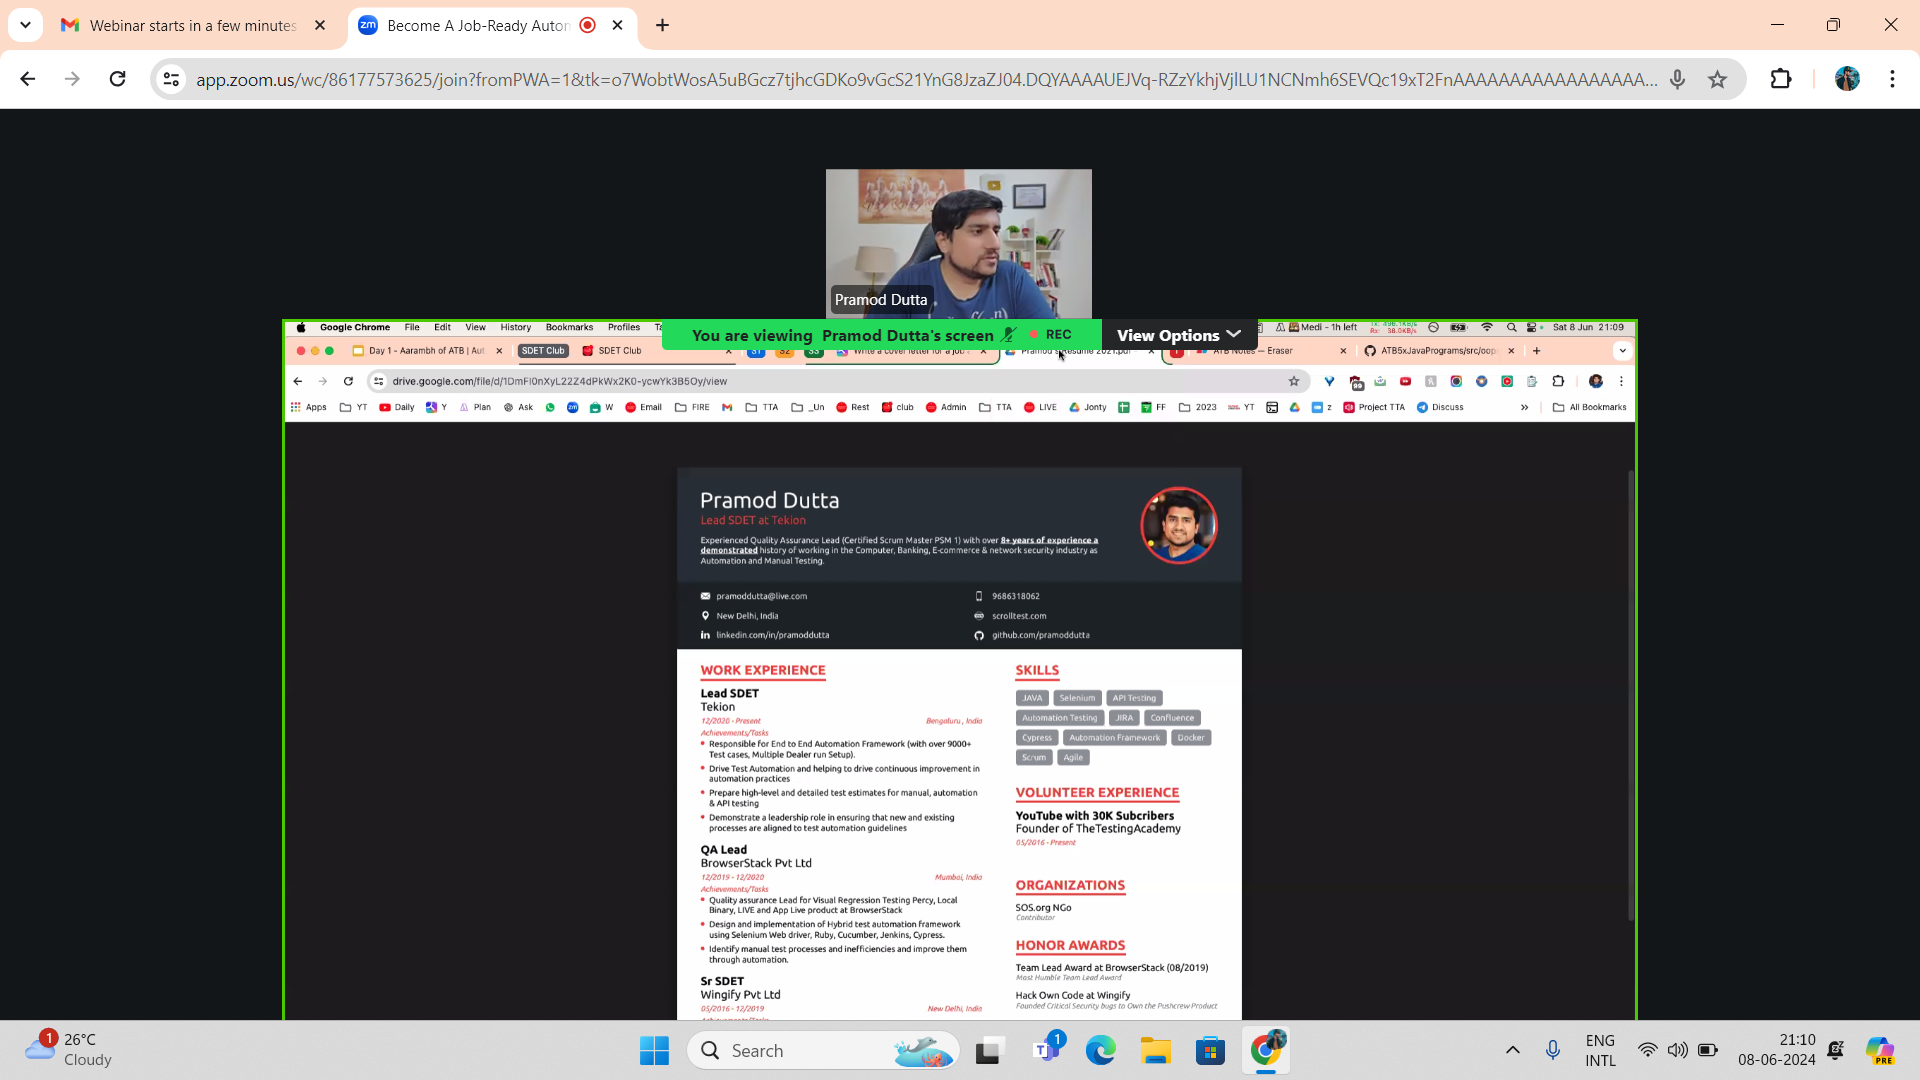 Webinar starts in a few minutes
zm Become A Job-Ready Auton
app.zoom.us/wc/86177573625/join?fromPWA=1&tk=o7WobtWosA5uBGcz7tjhcGDKo9vGcS21YnG8JzaZJ04.DQYAAAAUEJVq-RZzYkhjVjlLU1NCNmh6SEVQc19xT2FnAAAAAAAAAAAAAAAAA...
Pramod Dutta
Google Chrome File Edit View History Bookmarks Profiles
You are viewing Pramod Dutta's screen REC
View Options
Medi - 1h left
Sat 8 Jun 21:09
Day 1 - Aarambh of ATB | Aut
SDET Club
SDET Club
Write a cover letter for a job
Pramod's Resume 2021.pdf
ATB Notes — Eraser
ATB5xJavaPrograms/src/oop
drive.google.com/file/d/1DmFl0nXyL22Z4dPkWx2K0-ycwYk3B5Oy/view
Apps YT Daily Y Plan Ask W Email FIRE TTA _Un Rest club Admin TTA LIVE Jonty FF 2023 YT z Project TTA Discuss » All Bookmarks
Pramod Dutta
Lead SDET at Tekion
Experienced Quality Assurance Lead (Certified Scrum Master PSM 1) with over 8+ years of experience a
demonstrated history of working in the Computer, Banking, E-commerce & network security industry as
Automation and Manual Testing.
pramoddutta@live.com
9686318062
New Delhi, India
scrolltest.com
linkedin.com/in/pramoddutta
github.com/pramoddutta
WORK EXPERIENCE
Lead SDET
Tekion
12/2020 - Present
Bengaluru, India
Achievements/Tasks
Responsible for End to End Automation Framework (with over 9000+
Test cases, Multiple Dealer run Setup).
Drive Test Automation and helping to drive continuous improvement in
automation practices
Prepare high-level and detailed test estimates for manual, automation
& API testing
Demonstrate a leadership role in ensuring that new and existing
processes are aligned to test automation guidelines
QA Lead
BrowserStack Pvt Ltd
12/2019 - 12/2020
Mumbai, India
Achievements/Tasks
Quality assurance Lead for Visual Regression Testing Percy, Local
Binary, LIVE and App Live product at BrowserStack
Design and implementation of Hybrid test automation framework
using Selenium Web driver, Ruby, Cucumber, Jenkins, Cypress.
Identify manual test processes and inefficiencies and improve them
through automation.
Sr SDET
Wingify Pvt Ltd
05/2016 - 12/2019
New Delhi, India
SKILLS
JAVA Selenium API Testing
Automation Testing JIRA Confluence
Cypress Automation Framework Docker
Scrum Agile
VOLUNTEER EXPERIENCE
YouTube with 30K Subcribers
Founder of TheTestingAcademy
05/2016 - Present
ORGANIZATIONS
SOS.org NGo
Contributor
HONOR AWARDS
Team Lead Award at BrowserStack (08/2019)
Most Humble Team Lead Award
Hack Own Code at Wingify
Founded Critical Security bugs to Own the Pushcrew Product
1
26°C
Cloudy
Search
1
ENG
INTL
21:10
08-06-2024
PRE